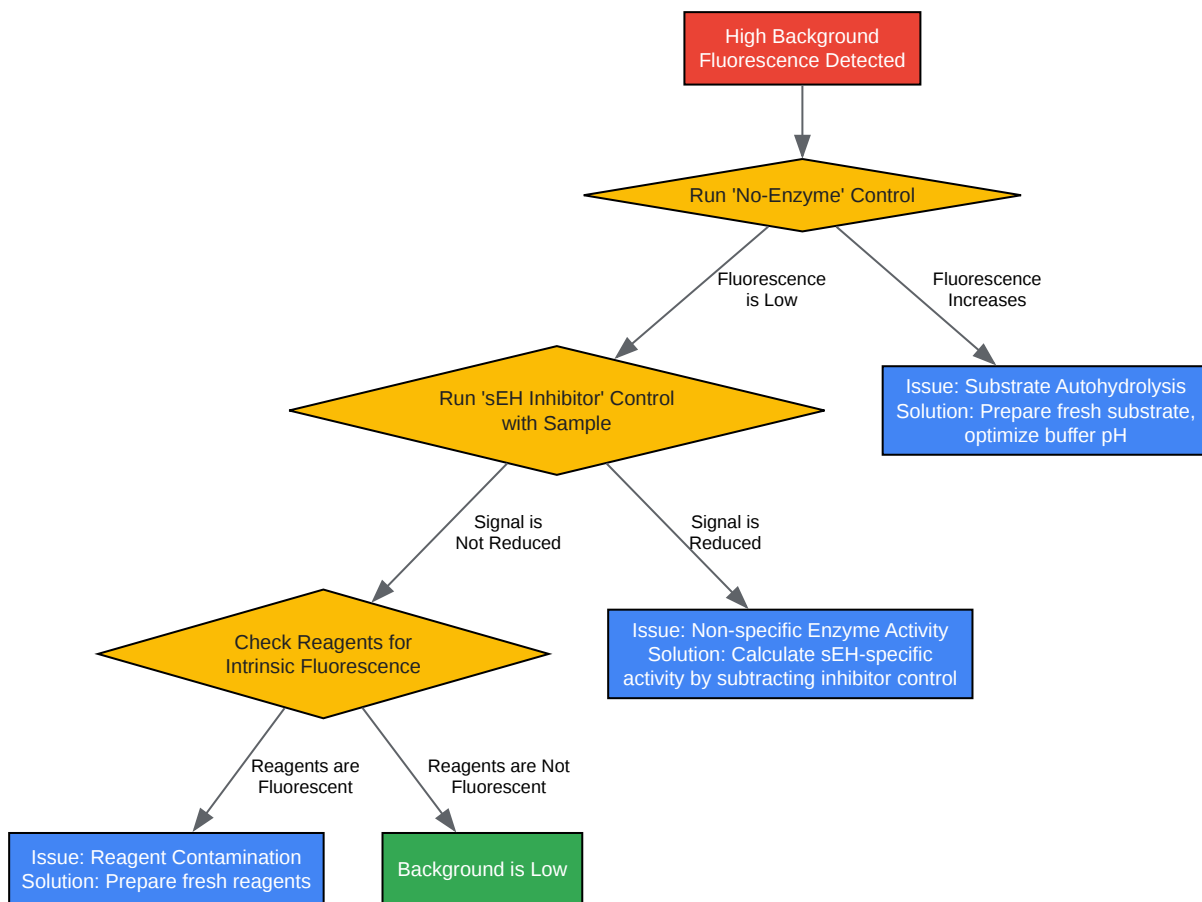 High Background
Fluorescence Detected
Run 'No-Enzyme' Control
Fluorescence
is Low
Fluorescence
Increases
Run 'sEH Inhibitor' Control
with Sample
Issue: Substrate Autohydrolysis
Solution: Prepare fresh substrate,
optimize buffer pH
Signal is
Not Reduced
Signal is
Reduced
Check Reagents for
Intrinsic Fluorescence
Issue: Non-specific Enzyme Activity
Solution: Calculate sEH-specific
activity by subtracting inhibitor control
Reagents are
Fluorescent
Reagents are Not
Fluorescent
Issue: Reagent Contamination
Solution: Prepare fresh reagents
Background is Low